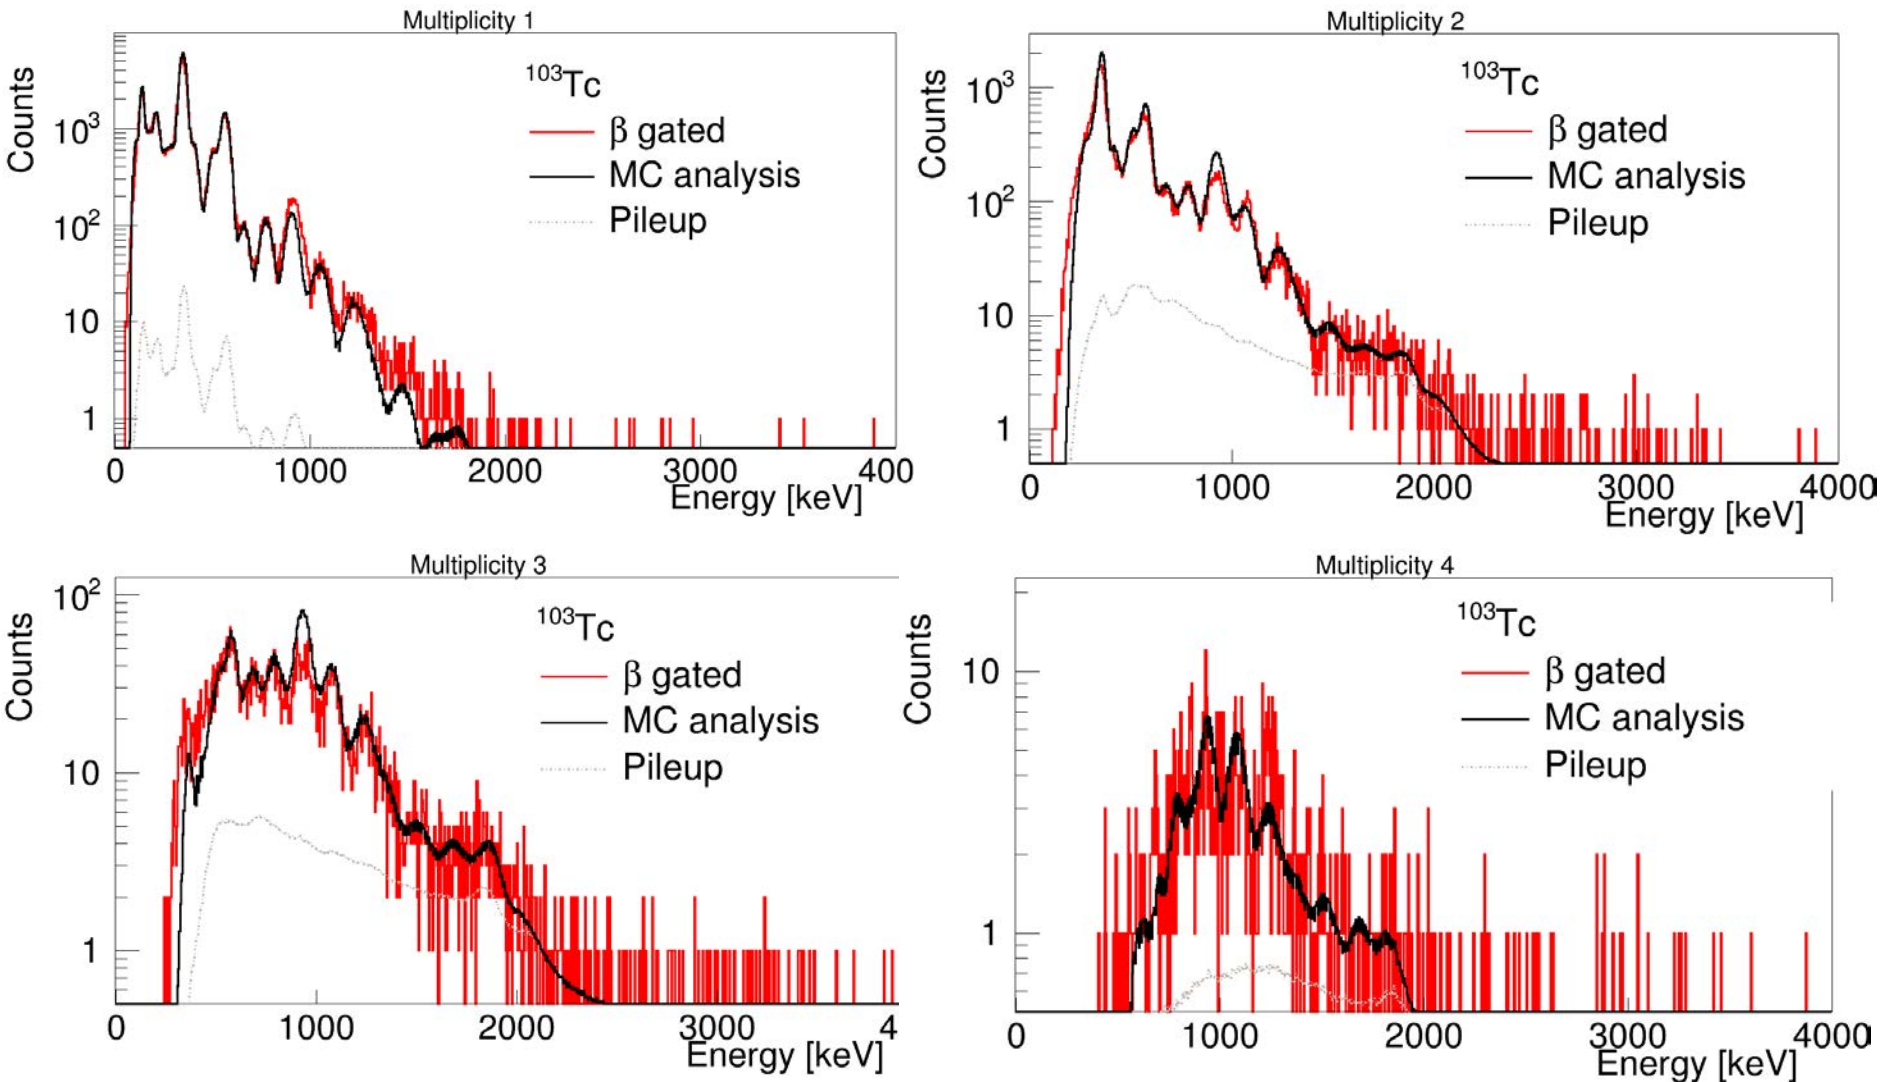 Multiplicity 1
Counts
¹⁰³Tc
β gated
MC analysis
Pileup
10³
10²
10
1
0 1000 2000 3000 400
Energy [keV]
Multiplicity 2
Counts
¹⁰³Tc
β gated
MC analysis
Pileup
10³
10²
10
1
0 1000 2000 3000 4000
Energy [keV]
Multiplicity 3
Counts
¹⁰³Tc
β gated
MC analysis
Pileup
10²
10
1
0 1000 2000 3000 4
Energy [keV]
Multiplicity 4
Counts
¹⁰³Tc
β gated
MC analysis
Pileup
10
1
0 1000 2000 3000 4000
Energy [keV]